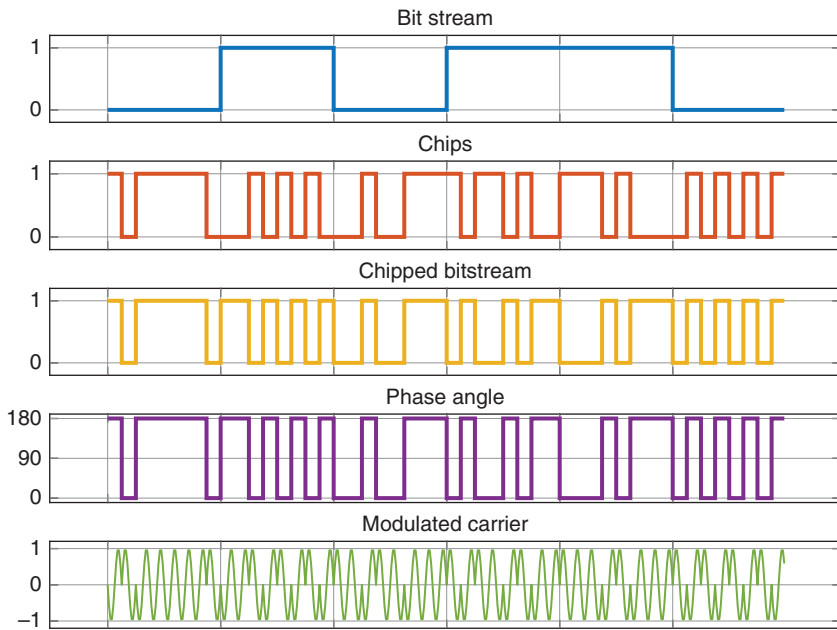 Bit stream
1
0
Chips
1
0
Chipped bitstream
1
0
Phase angle
180
90
0
Modulated carrier
1
0
−1